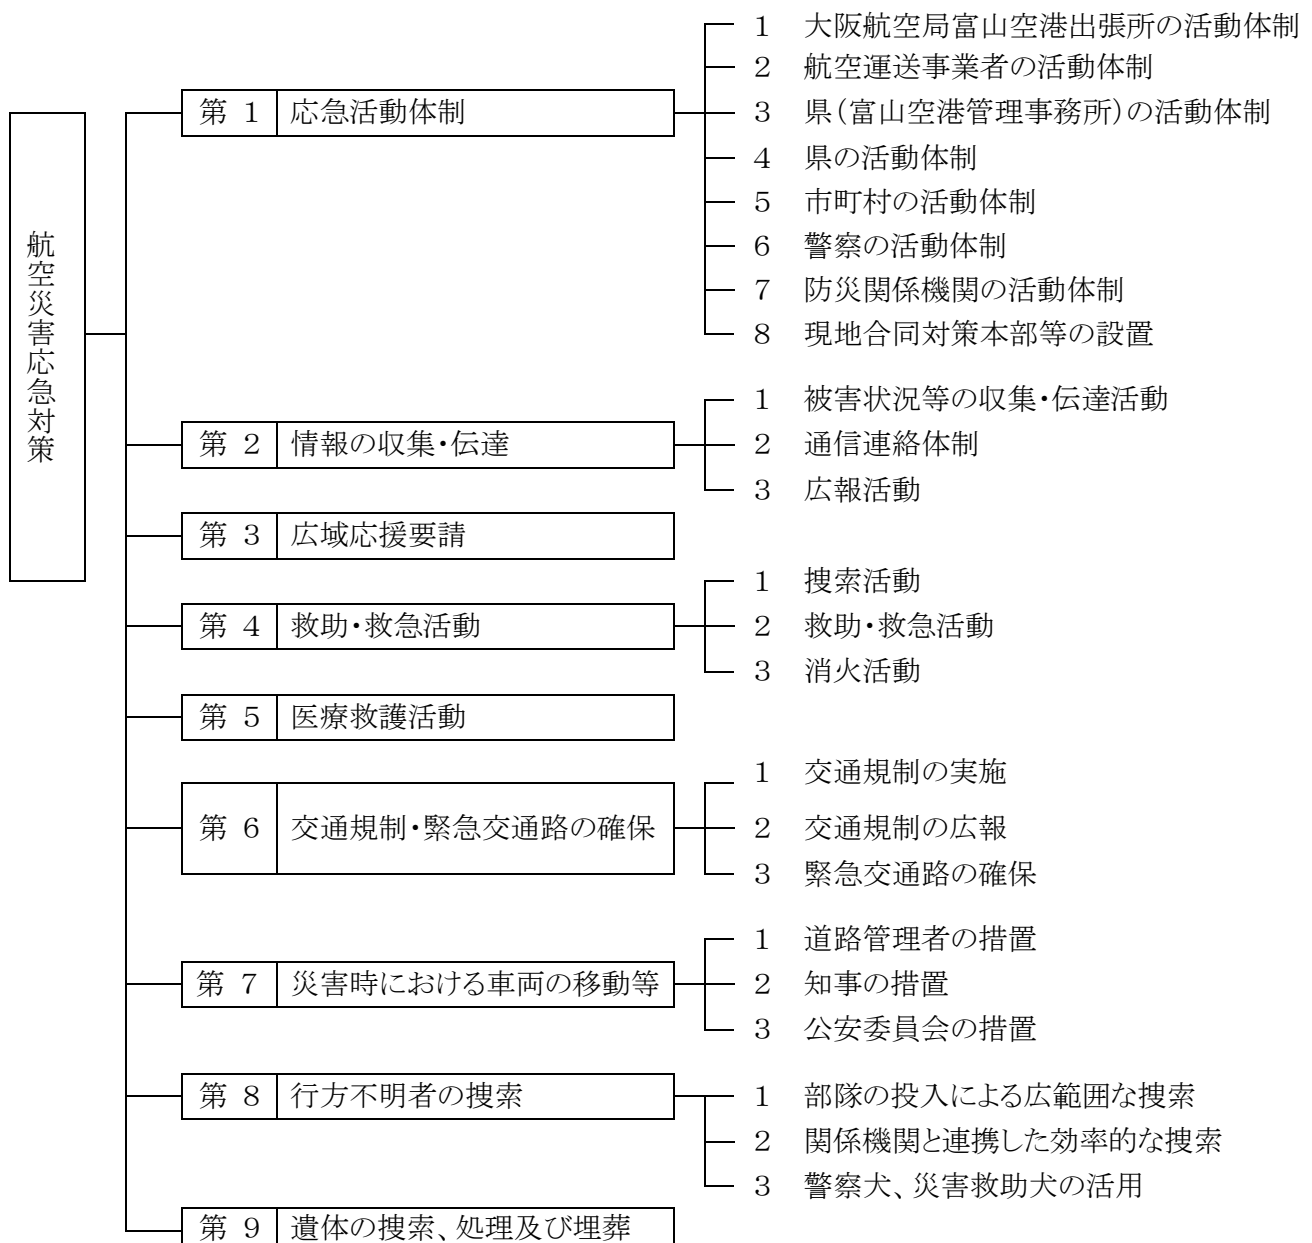 航空災害応急対策
第 1 応急活動体制
1 大阪航空局富山空港出張所の活動体制
2 航空運送事業者の活動体制
3 県(富山空港管理事務所)の活動体制
4 県の活動体制
5 市町村の活動体制
6 警察の活動体制
7 防災関係機関の活動体制
8 現地合同対策本部等の設置
第 2 情報の収集・伝達
1 被害状況等の収集・伝達活動
2 通信連絡体制
3 広報活動
第 3 広域応援要請
第 4 救助・救急活動
1 捜索活動
2 救助・救急活動
3 消火活動
第 5 医療救護活動
第 6 交通規制・緊急交通路の確保
1 交通規制の実施
2 交通規制の広報
3 緊急交通路の確保
第 7 災害時における車両の移動等
1 道路管理者の措置
2 知事の措置
3 公安委員会の措置
第 8 行方不明者の捜索
1 部隊の投入による広範囲な捜索
2 関係機関と連携した効率的な捜索
3 警察犬、災害救助犬の活用
第 9 遺体の捜索、処理及び埋葬